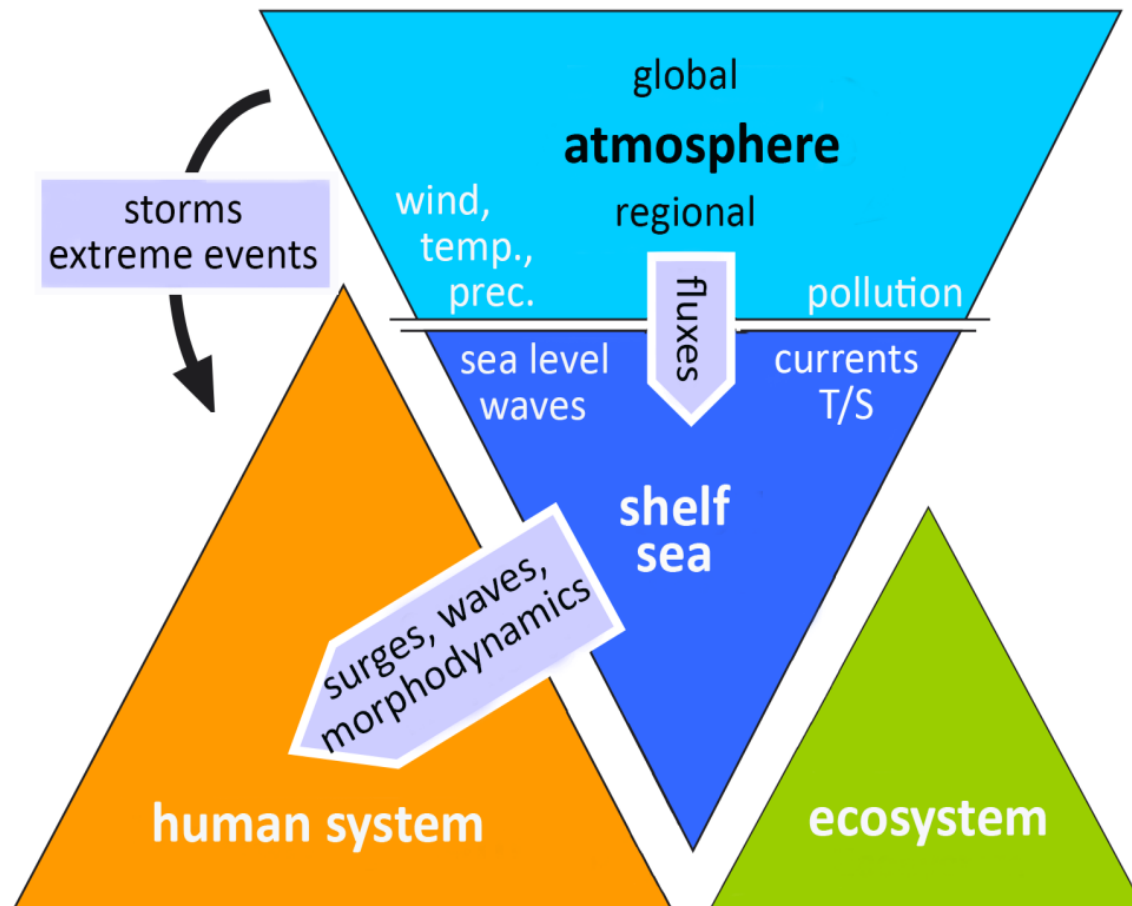 global
atmosphere
regional
wind,
temp.,
prec.
pollution
storms
extreme events
fluxes
sea level
waves
currents
T/S
shelf
sea
surges, waves,
morphodynamics
human system
ecosystem